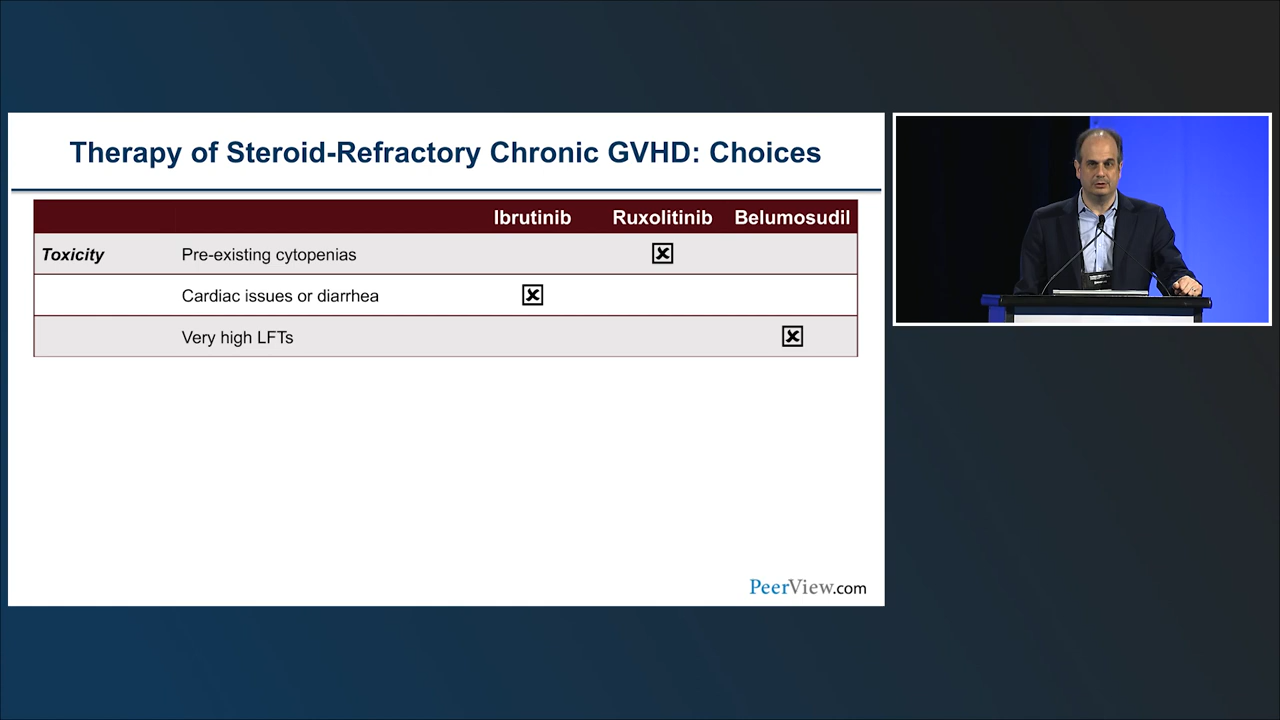 Therapy of Steroid-Refractory Chronic GVHD: Choices
Ibrutinib Ruxolitinib Belumosudil
Toxicity Pre-existing cytopenias
Cardiac issues or diarrhea
Very high LFTs
PeerView.com